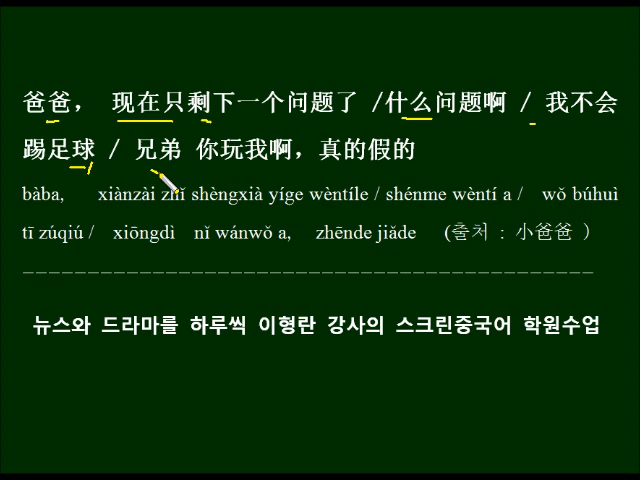 爸爸， 现在只剩下一个问题了 /什么问题啊 / 我不会
踢足球 / 兄弟 你玩我啊，真的假的
bàba, xiànzài zhǐ shèngxià yíge wèntíle / shénme wèntí a / wǒ búhuì
tī zúqiú / xiōngdì nǐ wánwǒ a, zhēnde jiǎde (출처 : 小爸爸 )
뉴스와 드라마를 하루씩 이형란 강사의 스크린중국어 학원수업